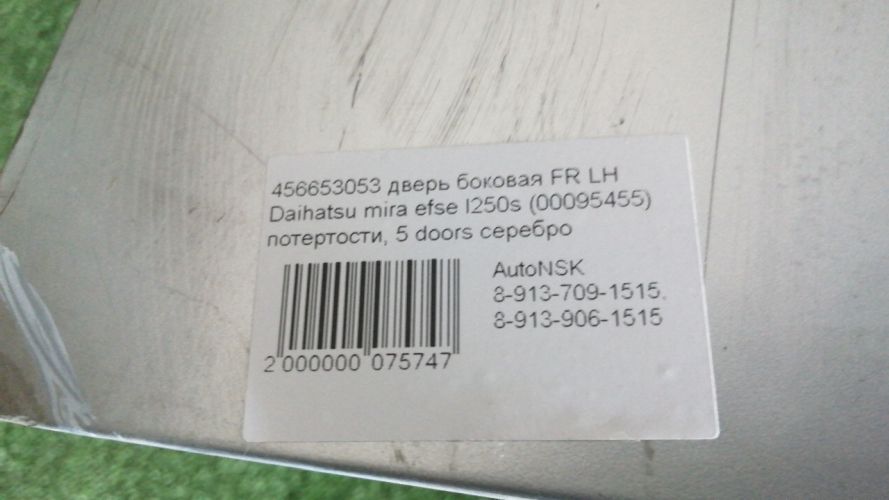 456653053 дверь боковая FR LH
Daihatsu mira efse l250s (00095455)
потертости, 5 doors серебро
AutoNSK
8-913-709-1515,
8-913-906-1515
2 000000 075747